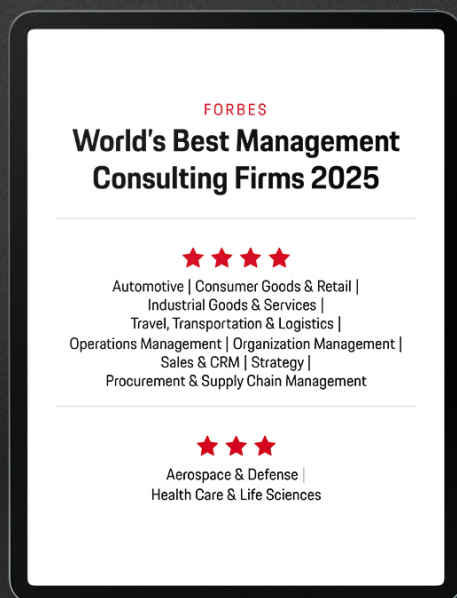 FORBES
World's Best Management
Consulting Firms 2025
Automotive | Consumer Goods & Retail |
Industrial Goods & Services |
Travel, Transportation & Logistics |
Operations Management | Organization Management |
Sales & CRM | Strategy |
Procurement & Supply Chain Management
Aerospace & Defense |
Health Care & Life Sciences